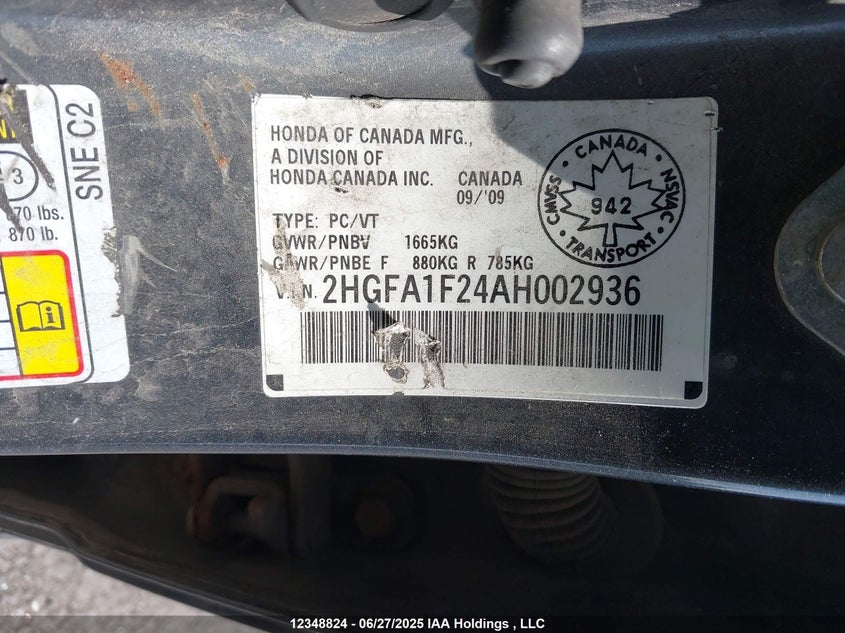 SNE C2
3
870 lbs.
870 lb.
HONDA OF CANADA MFG.,
A DIVISION OF
HONDA CANADA INC. CANADA
09/'09
TYPE: PC/VT
GVWR/PNBV 1665KG
GAWR/PNBE F 880KG R 785KG
V.I.N. 2HGFA1F24AH002936
CANADA
CMVSS
942
NSVAC
TRANSPORT
12348824 - 06/27/2025 IAA Holdings , LLC